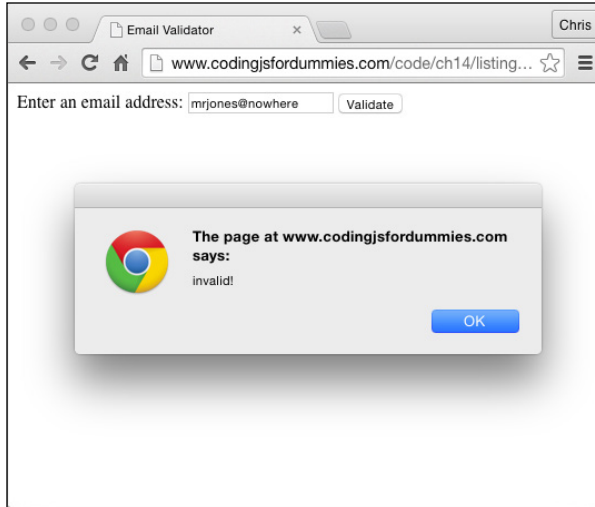 Email Validator
Chris
www.codingjsfordummies.com/code/ch14/listing...
Enter an email address: mrjones@nowhere Validate
The page at www.codingjsfordummies.com
says:
invalid!
OK